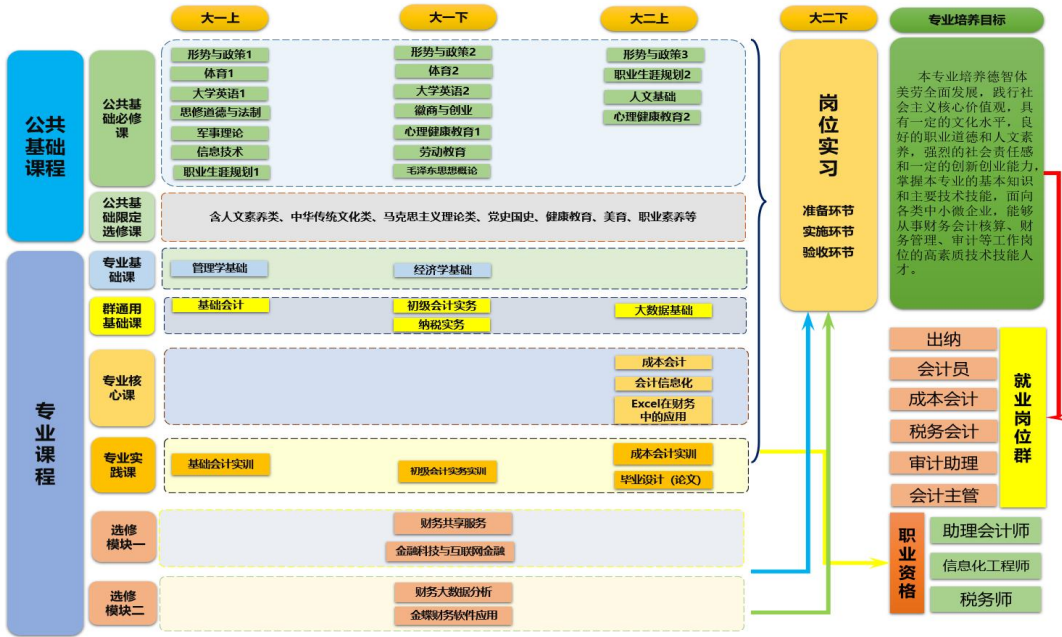 大一上
大一下
大二上
大二下
专业培养目标
公共
基础
课程
公共基
础必修
课
形势与政策1
体育1
大学英语1
思修道德与法制
军事理论
信息技术
职业生涯规划1
形势与政策2
体育2
大学英语2
徽商与创业
心理健康教育1
劳动教育
毛泽东思想概论
形势与政策3
职业生涯规划2
人文基础
心理健康教育2
公共基
础限定
选修课
含人文素养类、中华传统文化类、马克思主义理论类、党史国史、健康教育、美育、职业素养等
专业课程
专业基
础课
管理学基础
经济学基础
群通用
基础课
基础会计
初级会计实务
纳税实务
大数据基础
专业核
心课
成本会计
会计信息化
Excel在财务
中的应用
专业实
践课
基础会计实训
初级会计实务实训
成本会计实训
毕业设计（论文）
选修
模块一
财务共享服务
金融科技与互联网金融
选修
模块二
财务大数据分析
金蝶财务软件应用
岗位实习
准备环节
实施环节
验收环节
本专业培养德智体
美劳全面发展，践行社
会主义核心价值观，具
有一定的文化水平，良
好的职业道德和人文素
养，强烈的社会责任感
和一定的创新创业能力，
掌握本专业的基本知识
和主要技术技能，面向
各类中小微企业，能够
从事财务会计核算、财
务管理、审计等工作岗
位的高素质技术技能人
才。
出纳
会计员
成本会计
税务会计
审计助理
会计主管
就业岗位群
职业资格
助理会计师
信息化工程师
税务师